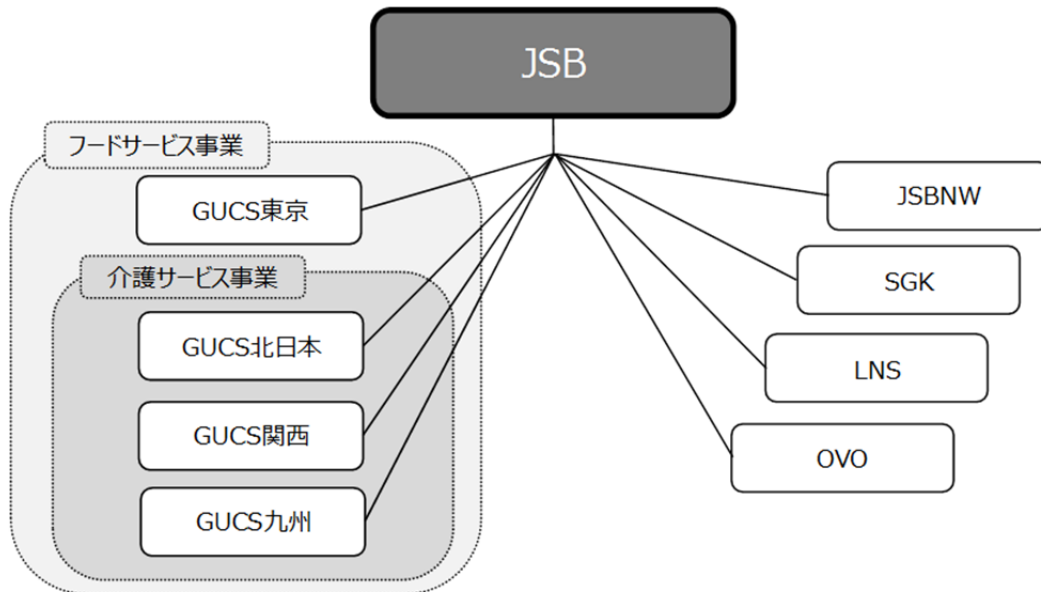 JSB
フードサービス事業
GUCS東京
介護サービス事業
GUCS北日本
GUCS関西
GUCS九州
JSBNW
SGK
LNS
OVO